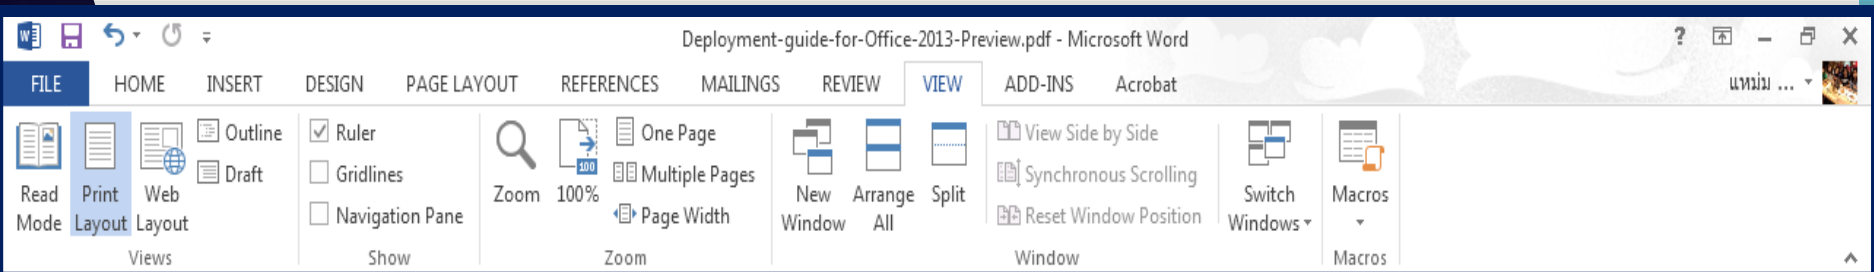 Deployment-guide-for-Office-2013-Preview.pdf - Microsoft Word
FILE HOME INSERT DESIGN PAGE LAYOUT REFERENCES MAILINGS REVIEW VIEW ADD-INS Acrobat แหม่ม ...
Read Mode
Print Layout
Web Layout
Outline
Draft
Views
Ruler
Gridlines
Navigation Pane
Show
Zoom
100
100%
One Page
Multiple Pages
Page Width
Zoom
New Window
Arrange All
Split
View Side by Side
Synchronous Scrolling
Reset Window Position
Window
Switch Windows
Macros
Macros